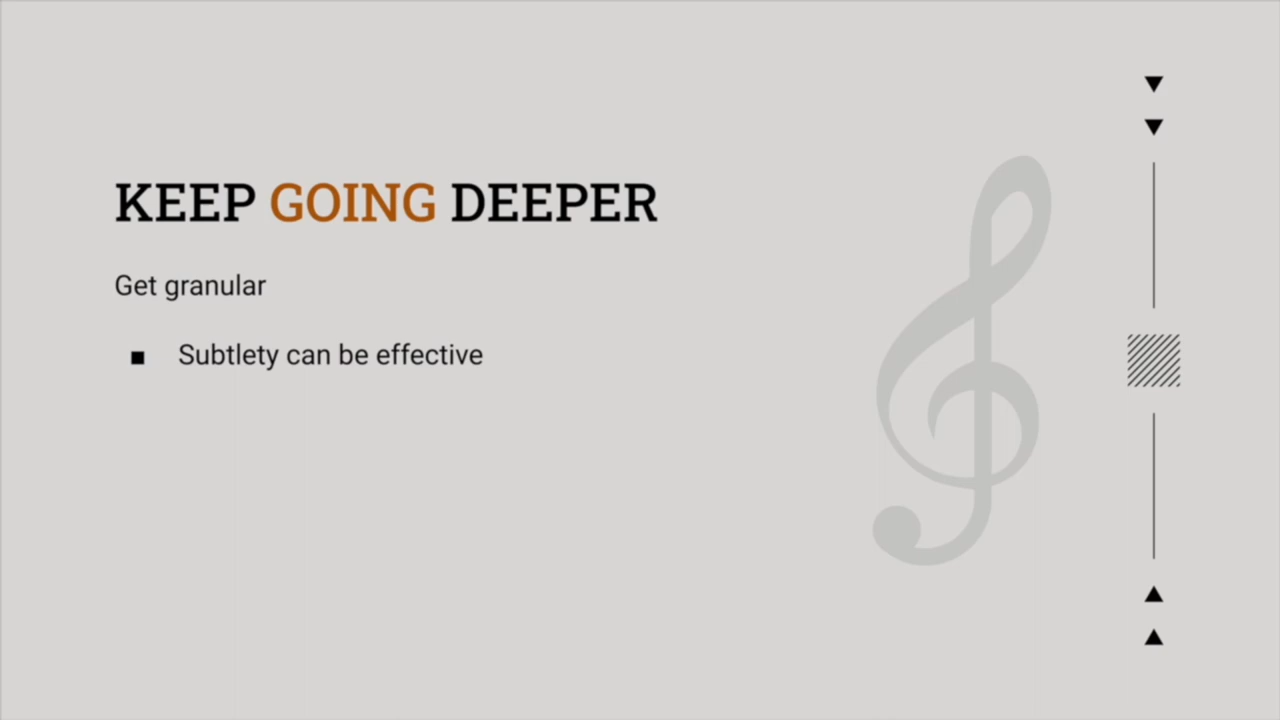 KEEP GOING DEEPER
Get granular
■ Subtlety can be effective